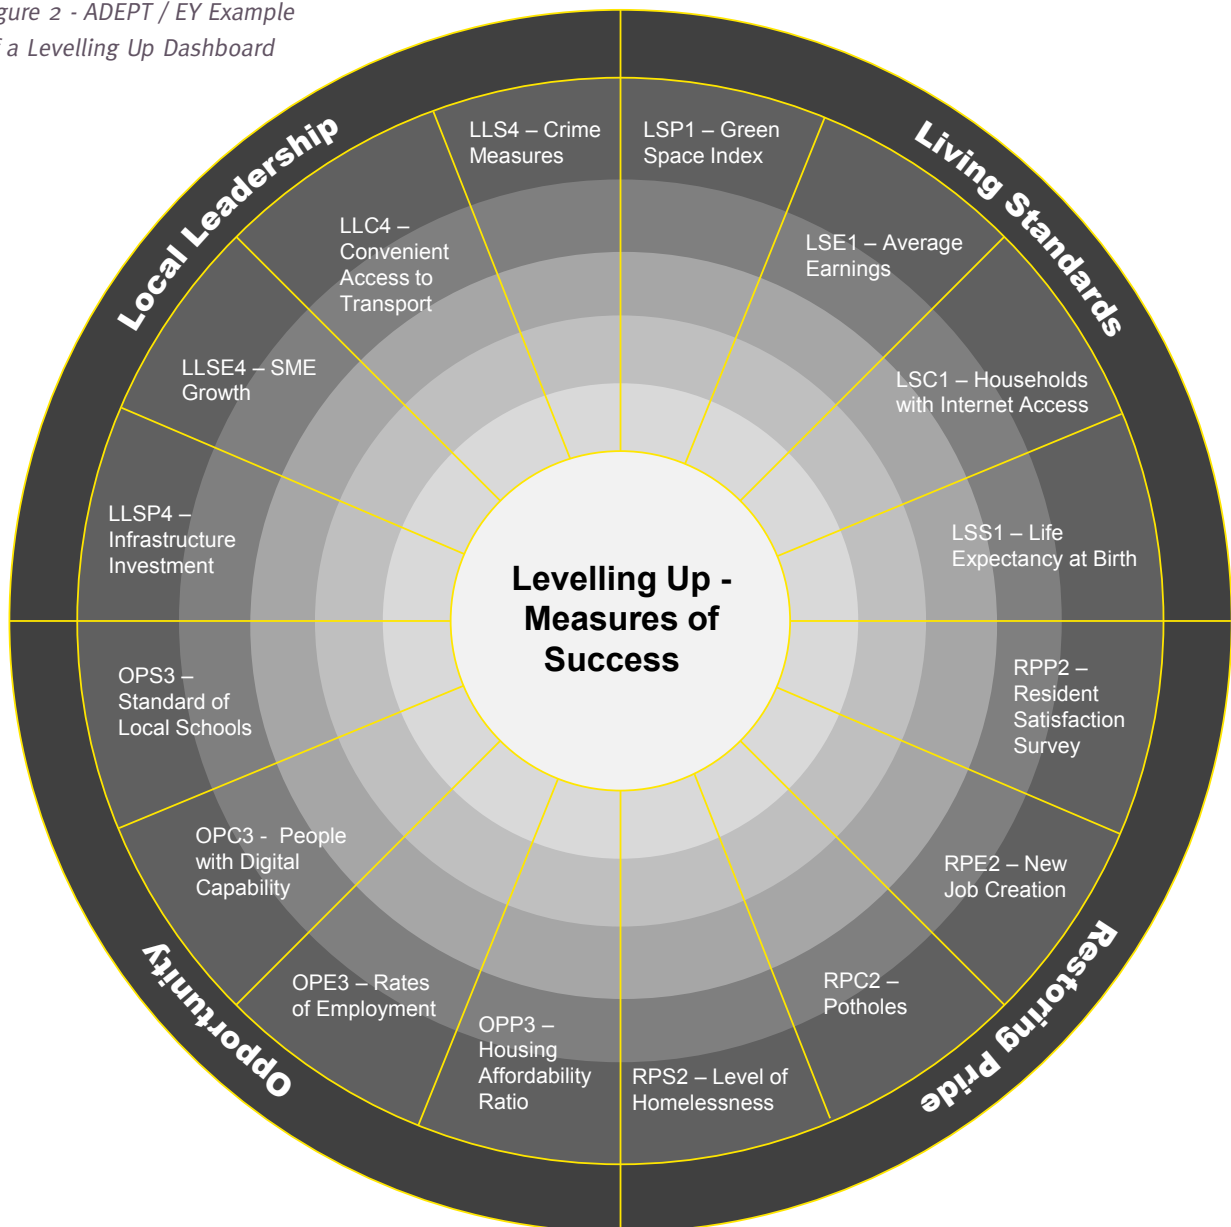 gure 2 - ADEPT / EY Example
a Levelling Up Dashboard
Local Leadership
Living Standards
Restoring Pride
Opportunity
LLS4 – Crime
Measures
LSP1 – Green
Space Index
LLC4 –
Convenient
Access to
Transport
LSE1 – Average
Earnings
LLSE4 – SME
Growth
LSC1 – Households
with Internet Access
LLSP4 –
Infrastructure
Investment
LSS1 – Life
Expectancy at Birth
Levelling Up -
Measures of
Success
OPS3 –
Standard of
Local Schools
RPP2 –
Resident
Satisfaction
Survey
OPC3 - People
with Digital
Capability
RPE2 – New
Job Creation
OPE3 – Rates
of Employment
RPC2 –
Potholes
OPP3 –
Housing
Affordability
Ratio
RPS2 – Level of
Homelessness